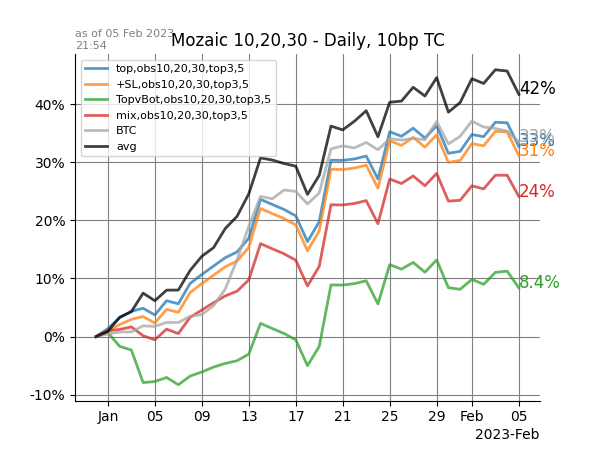 as of 05 Feb 2023
21:54
Mozaic 10,20,30 - Daily, 10bp TC
top,obs10,20,30,top3,5
+SL,obs10,20,30,top3,5
TopvBot,obs10,20,30,top3,5
mix,obs10,20,30,top3,5
BTC
avg
40%
30%
20%
10%
0%
-10%
42%
33%
33%
31%
24%
8.4%
Jan 05 09 13 17 21 25 29 Feb 05
2023-Feb